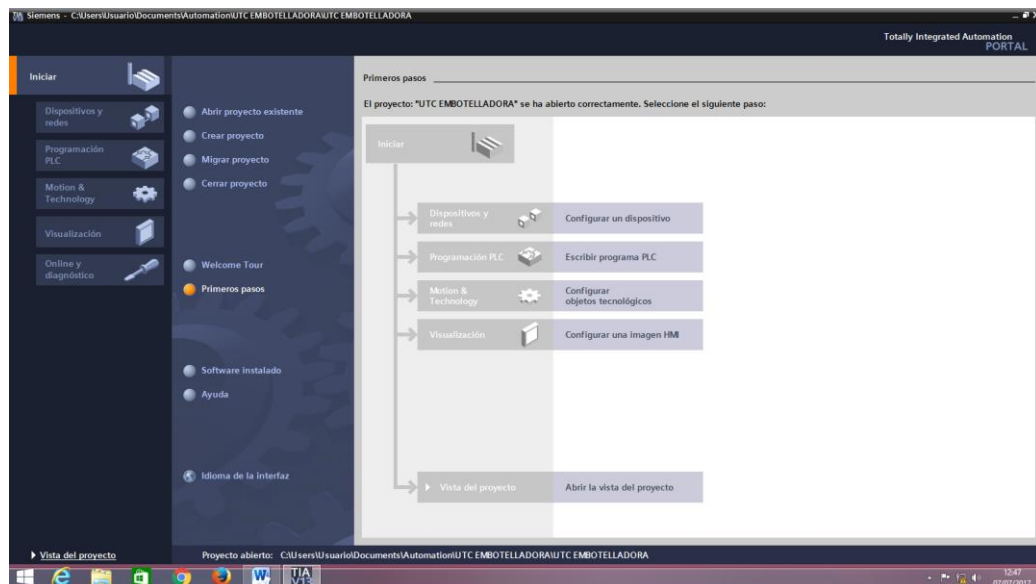 Siemens - C:\Users\Usuario\Documents\Automation\UTC EMBOTELLADORA\UTC EMBOTELLADORA
Totally Integrated Automation
PORTAL
Iniciar
Dispositivos y
redes
Programación
PLC
Motion &
Technology
Visualización
Online y
diagnóstico
Vista del proyecto
Abrir proyecto existente
Crear proyecto
Migrar proyecto
Cerrar proyecto
Welcome Tour
Primeros pasos
Software instalado
Ayuda
Idioma de la interfaz
Primeros pasos
El proyecto: "UTC EMBOTELLADORA" se ha abierto correctamente. Seleccione el siguiente paso:
Iniciar
Dispositivos y
redes
Configurar un dispositivo
Programación PLC
Escribir programa PLC
Motion &
Technology
Configurar
objetos tecnológicos
Visualización
Configurar una imagen HMI
Vista del proyecto
Abrir la vista del proyecto
Proyecto abierto: C:\Users\Usuario\Documents\Automation\UTC EMBOTELLADORA\UTC EMBOTELLADORA
TIA
V13
12:47
07/07/2017